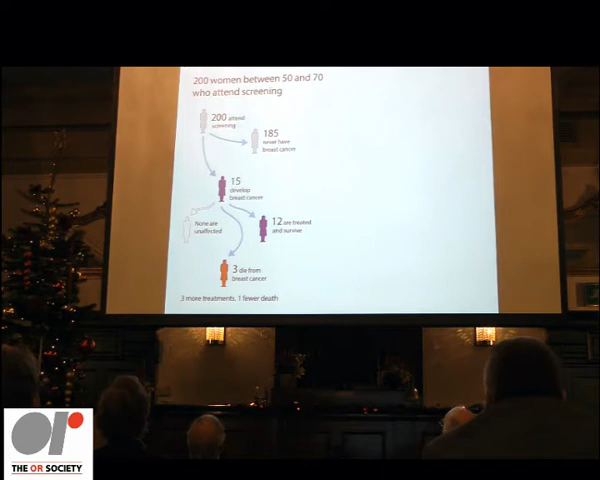 200 women between 50 and 70
who attend screening
200 attend
screening
185
never have
breast cancer
15
develop
breast cancer
None are
unaffected
12 are treated
and survive
3 die from
breast cancer
3 more treatments, 1 fewer death
or
THE OR SOCIETY